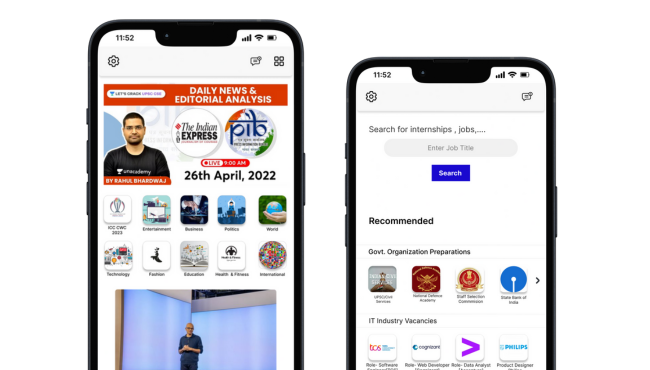 11:52
LET'S CRACK UPSC CSE
DAILY NEWS &
EDITORIAL ANALYSIS
The Indian
EXPRESS
pib
LIVE 9:00 AM
unacademy
BY RAHUL BHARDWAJ
26th April, 2022
ICC CWC
2023
Entertainment
Business
Politics
World
Technology
Fashion
Education
Health & Fitness
International
11:52
Search for internships , jobs,....
Enter Job Title
Search
Recommended
Govt. Organization Preparations
UPSC/Civil
Services
National Defence
Academy
Staff Selection
Commission
State Bank of
India
IT Industry Vacancies
tcs
cognizant
PHILIPS
Role- Software
Role- Web Developer
Role- Data Analyst
Product Designer